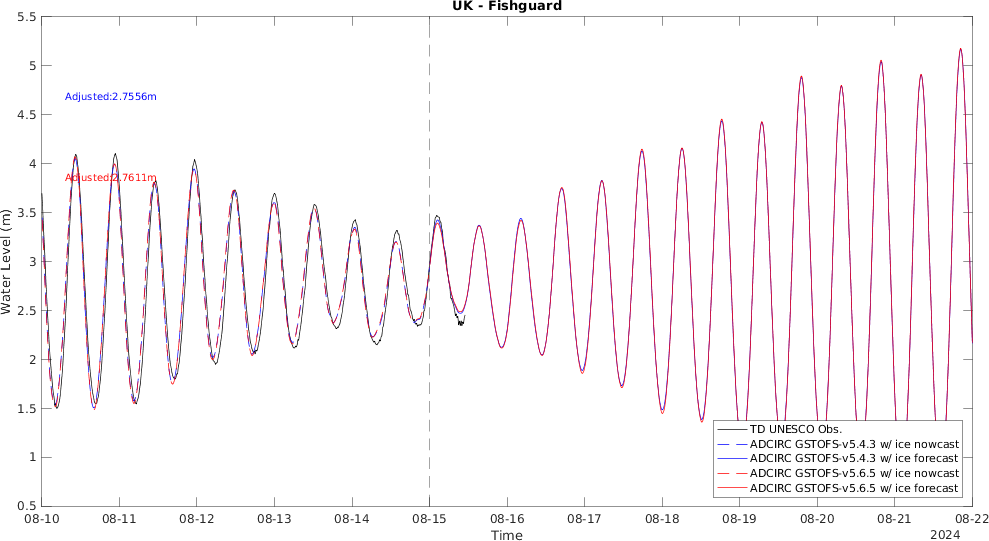 UK - Fishguard
5.5
5
4.5
4
3.5
3
2.5
2
1.5
1
0.5
Water Level (m)
Adjusted:2.7556m
Adjusted:2.7611m
TD UNESCO Obs.
ADCIRC GSTOFS-v5.4.3 w/ ice nowcast
ADCIRC GSTOFS-v5.4.3 w/ ice forecast
ADCIRC GSTOFS-v5.6.5 w/ ice nowcast
ADCIRC GSTOFS-v5.6.5 w/ ice forecast
08-10 08-11 08-12 08-13 08-14 08-15 08-16 08-17 08-18 08-19 08-20 08-21 08-22
Time
2024